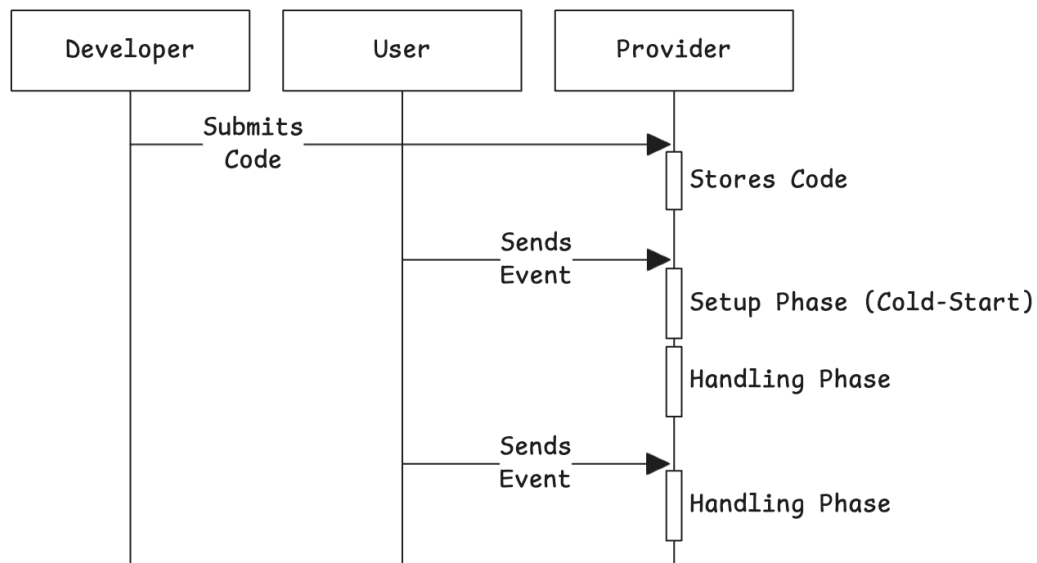 Developer
User
Provider
Submits
Code
Stores Code
Sends
Event
Setup Phase (Cold-Start)
Handling Phase
Sends
Event
Handling Phase